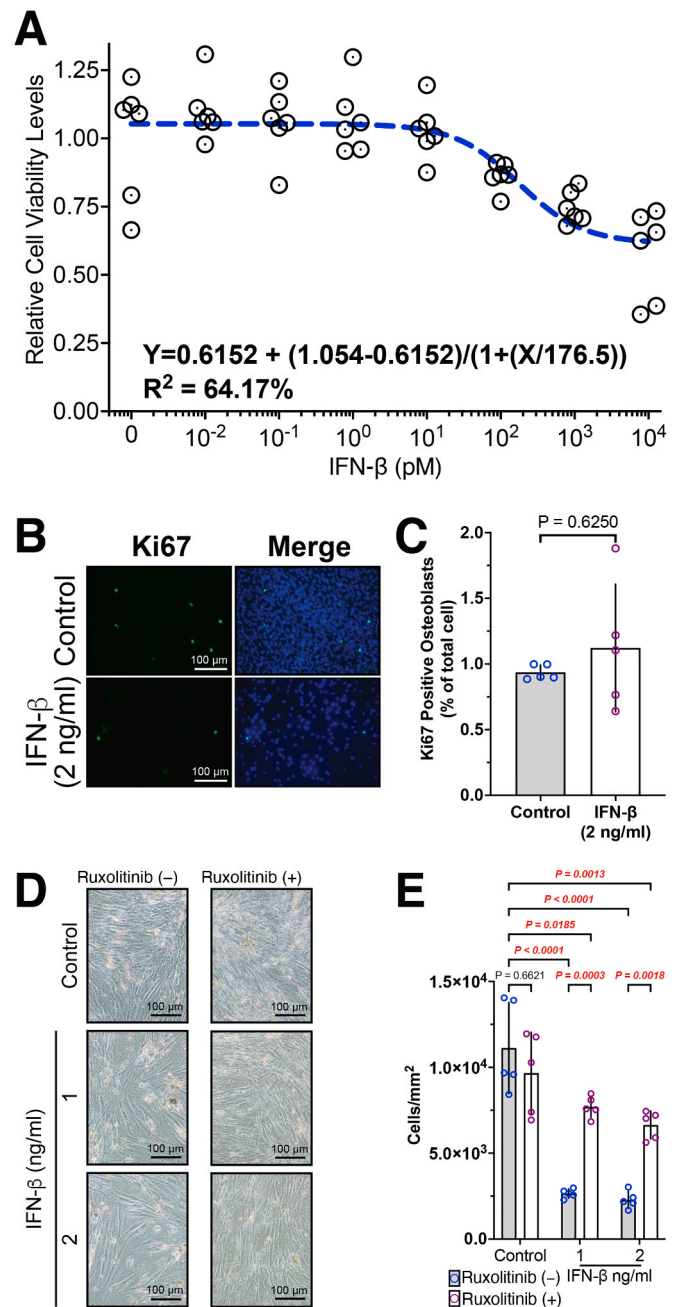 A
Relative Cell Viability Levels
1.25
1.00
0.75
0.50
0.25
0.00
Y=0.6152 + (1.054-0.6152)/(1+(X/176.5))
R² = 64.17%
0 10⁻² 10⁻¹ 10⁰ 10¹ 10² 10³ 10⁴
IFN-β (pM)
B
Ki67 Merge
Control
100 µm
IFN-β
(2 ng/ml)
100 µm
C
P = 0.6250
Ki67 Positive Osteoblasts
(% of total cell)
2.0
1.5
1.0
0.5
0.0
Control IFN-β
(2 ng/ml)
D
Ruxolitinib (−) Ruxolitinib (+)
Control
100 µm 100 µm
IFN-β (ng/ml)
1
100 µm 100 µm
2
100 µm 100 µm
E
P = 0.0013
P < 0.0001
P = 0.0185
P < 0.0001
P = 0.6621 P = 0.0003 P = 0.0018
Cells/mm²
1.5×10⁴
1.0×10⁴
5.0×10³
0.0
Control 1 2
IFN-β ng/ml
Ruxolitinib (−)
Ruxolitinib (+)